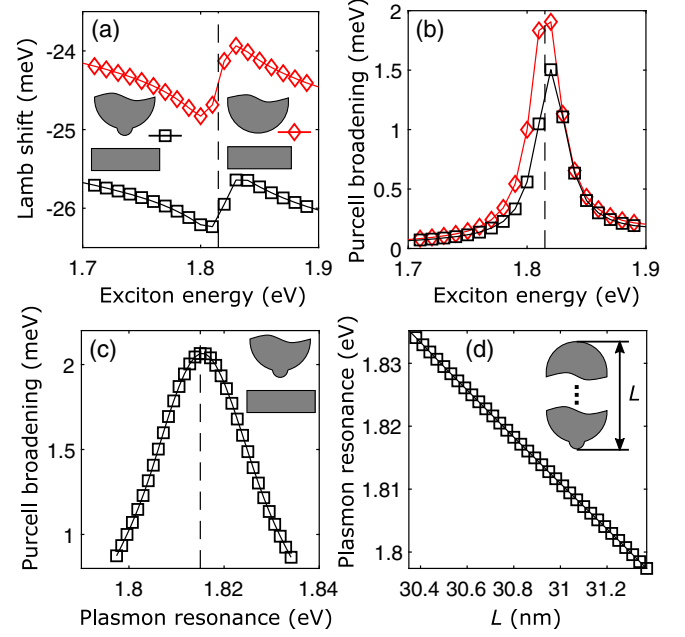 (a)
Lamb shift (meV)
-24
-25
-26
1.7 1.8 1.9
Exciton energy (eV)
(b)
Purcell broadening (meV)
2
1.5
1
0.5
0
1.7 1.8 1.9
Exciton energy (eV)
(c)
Purcell broadening (meV)
2
1.5
1
1.8 1.82 1.84
Plasmon resonance (eV)
(d)
Plasmon resonance (eV)
1.83
1.82
1.81
1.8
L
30.4 30.6 30.8 31 31.2
L (nm)